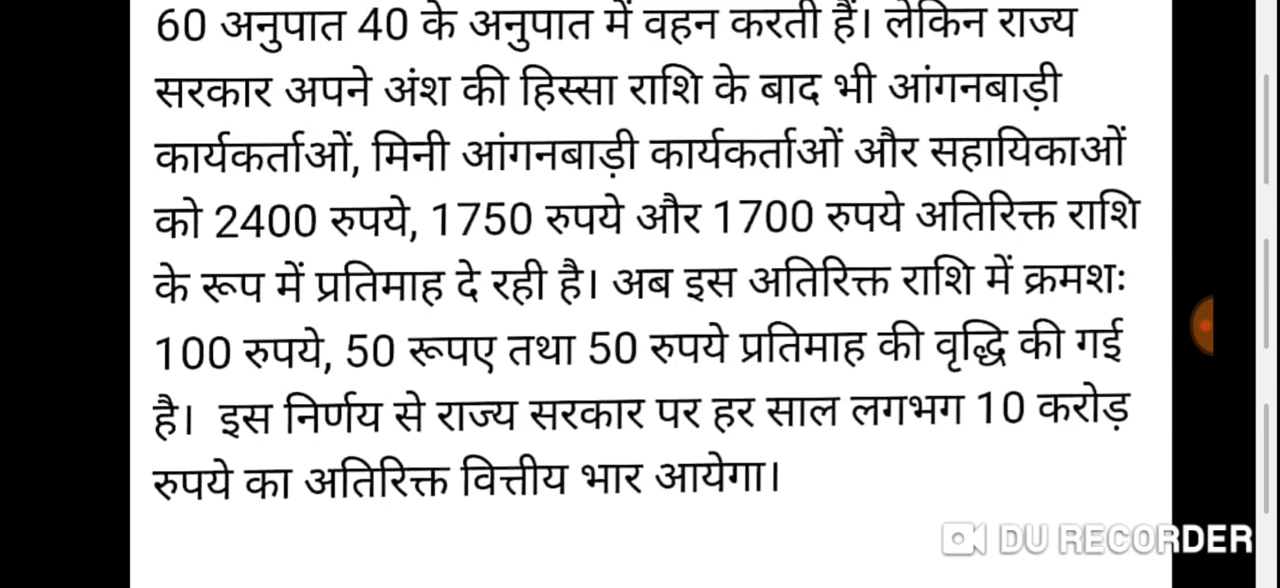 60 अनुपात 40 के अनुपात में वहन करती हैं। लेकिन राज्य
सरकार अपने अंश की हिस्सा राशि के बाद भी आंगनबाड़ी
कार्यकर्ताओं, मिनी आंगनबाड़ी कार्यकर्ताओं और सहायिकाओं
को 2400 रुपये, 1750 रुपये और 1700 रुपये अतिरिक्त राशि
के रूप में प्रतिमाह दे रही है। अब इस अतिरिक्त राशि में क्रमशः
100 रुपये, 50 रूपए तथा 50 रुपये प्रतिमाह की वृद्धि की गई
है। इस निर्णय से राज्य सरकार पर हर साल लगभग 10 करोड़
रुपये का अतिरिक्त वित्तीय भार आयेगा।
DU RECORDER